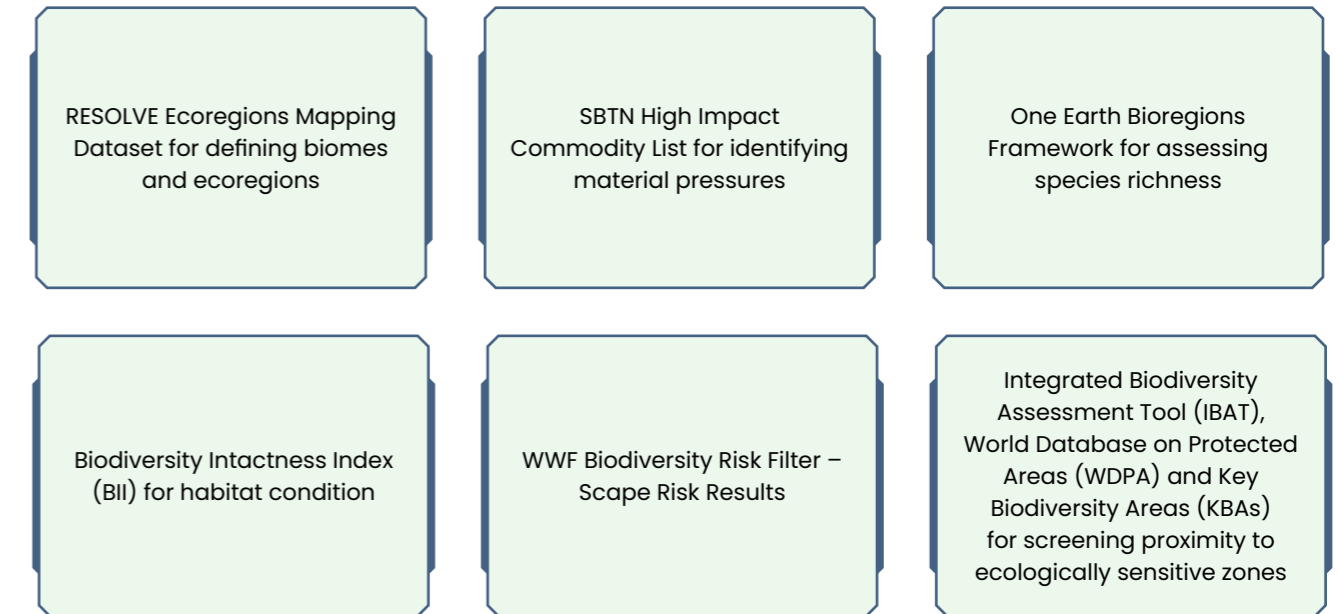 RESOLVE Ecoregions Mapping
Dataset for defining biomes
and ecoregions
SBTN High Impact
Commodity List for identifying
material pressures
One Earth Bioregions
Framework for assessing
species richness
Biodiversity Intactness Index
(BII) for habitat condition
WWF Biodiversity Risk Filter –
Scape Risk Results
Integrated Biodiversity
Assessment Tool (IBAT),
World Database on Protected
Areas (WDPA) and Key
Biodiversity Areas (KBAs)
for screening proximity to
ecologically sensitive zones